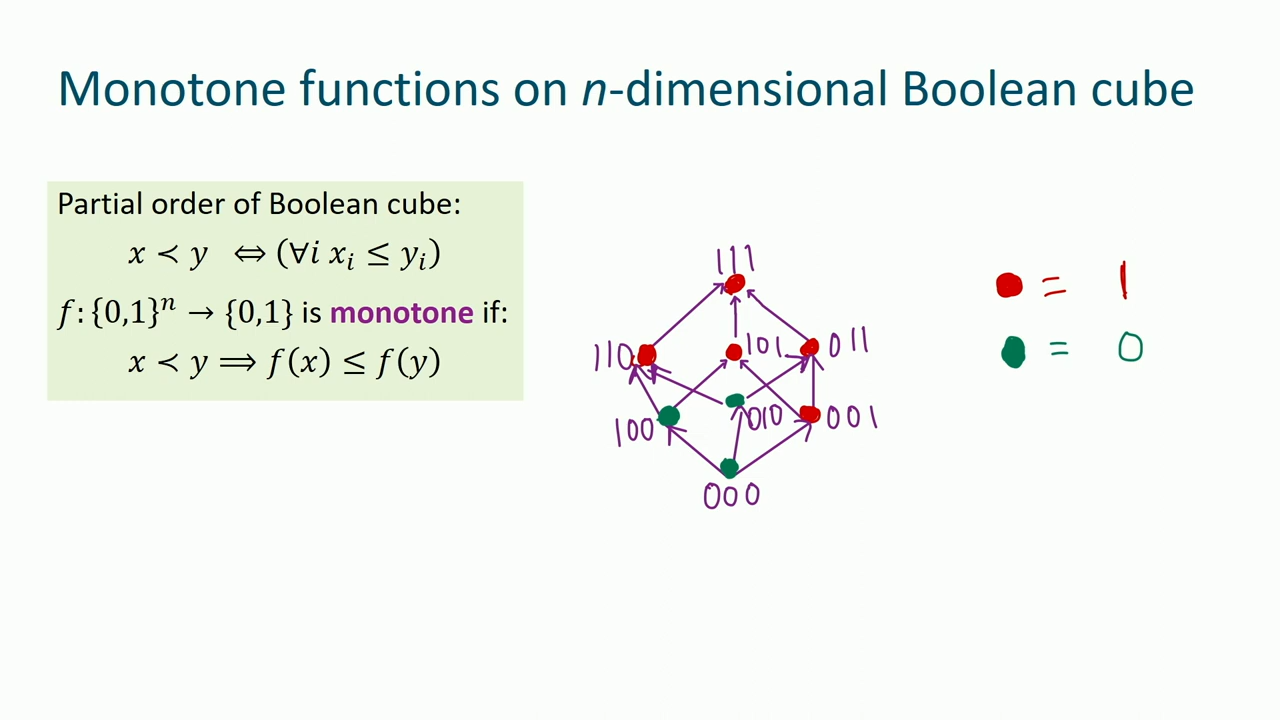 Monotone functions on n-dimensional Boolean cube
Partial order of Boolean cube:
x ≺ y ⇔ (∀i xᵢ ≤ yᵢ)
f:{0,1}ⁿ → {0,1} is monotone if:
x ≺ y ⟹ f(x) ≤ f(y)
111
110
101
011
100
010
001
000
= 1
= 0